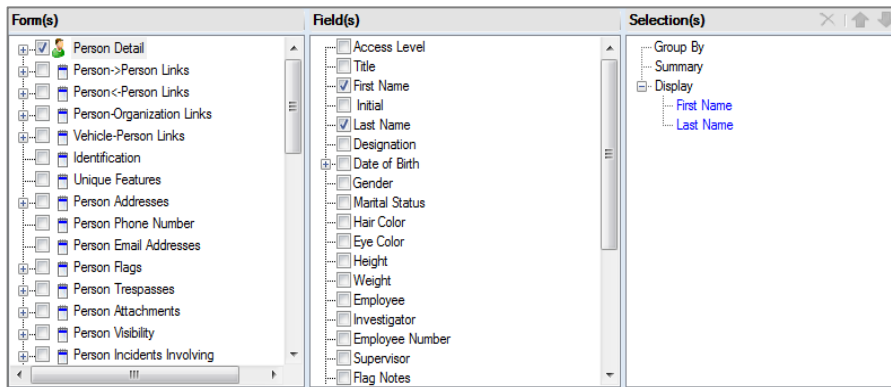 Form(s)
Person Detail
Person->Person Links
Person<-Person Links
Person-Organization Links
Vehicle-Person Links
Identification
Unique Features
Person Addresses
Person Phone Number
Person Email Addresses
Person Flags
Person Trespasses
Person Attachments
Person Visibility
Person Incidents Involving
Field(s)
Access Level
Title
First Name
Initial
Last Name
Designation
Date of Birth
Gender
Marital Status
Hair Color
Eye Color
Height
Weight
Employee
Investigator
Employee Number
Supervisor
Flag Notes
Selection(s)
Group By
Summary
Display
First Name
Last Name